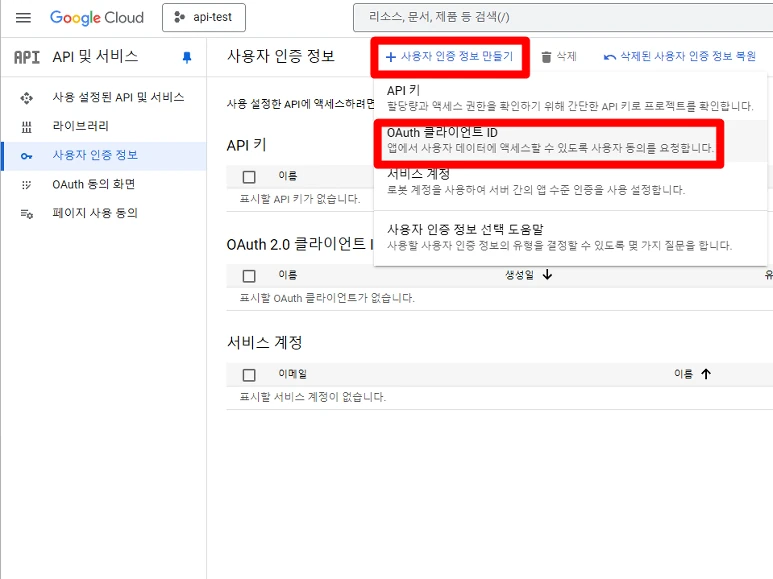 Google Cloud
api-test
리소스, 문서, 제품 등 검색(/)
API
API 및 서비스
사용자 인증 정보
사용자 인증 정보 만들기
삭제
삭제된 사용자 인증 정보 복원
사용 설정된 API 및 서비스
라이브러리
사용자 인증 정보
OAuth 동의 화면
페이지 사용 동의
사용 설정한 API에 액세스하려면
API 키
할당량과 액세스 권한을 확인하기 위해 간단한 API 키로 프로젝트를 확인합니다.
OAuth 클라이언트 ID
앱에서 사용자 데이터에 액세스할 수 있도록 사용자 동의를 요청합니다.
서비스 계정
로봇 계정을 사용하여 서버 간의 앱 수준 인증을 사용 설정합니다.
사용자 인증 정보 선택 도움말
사용할 사용자 인증 정보의 유형을 결정할 수 있도록 몇 가지 질문을 합니다.
API 키
이름
표시할 API 키가 없습니다.
OAuth 2.0 클라이언트 I
이름
생성일
유
표시할 OAuth 클라이언트가 없습니다.
서비스 계정
이메일
이름
표시할 서비스 계정이 없습니다.